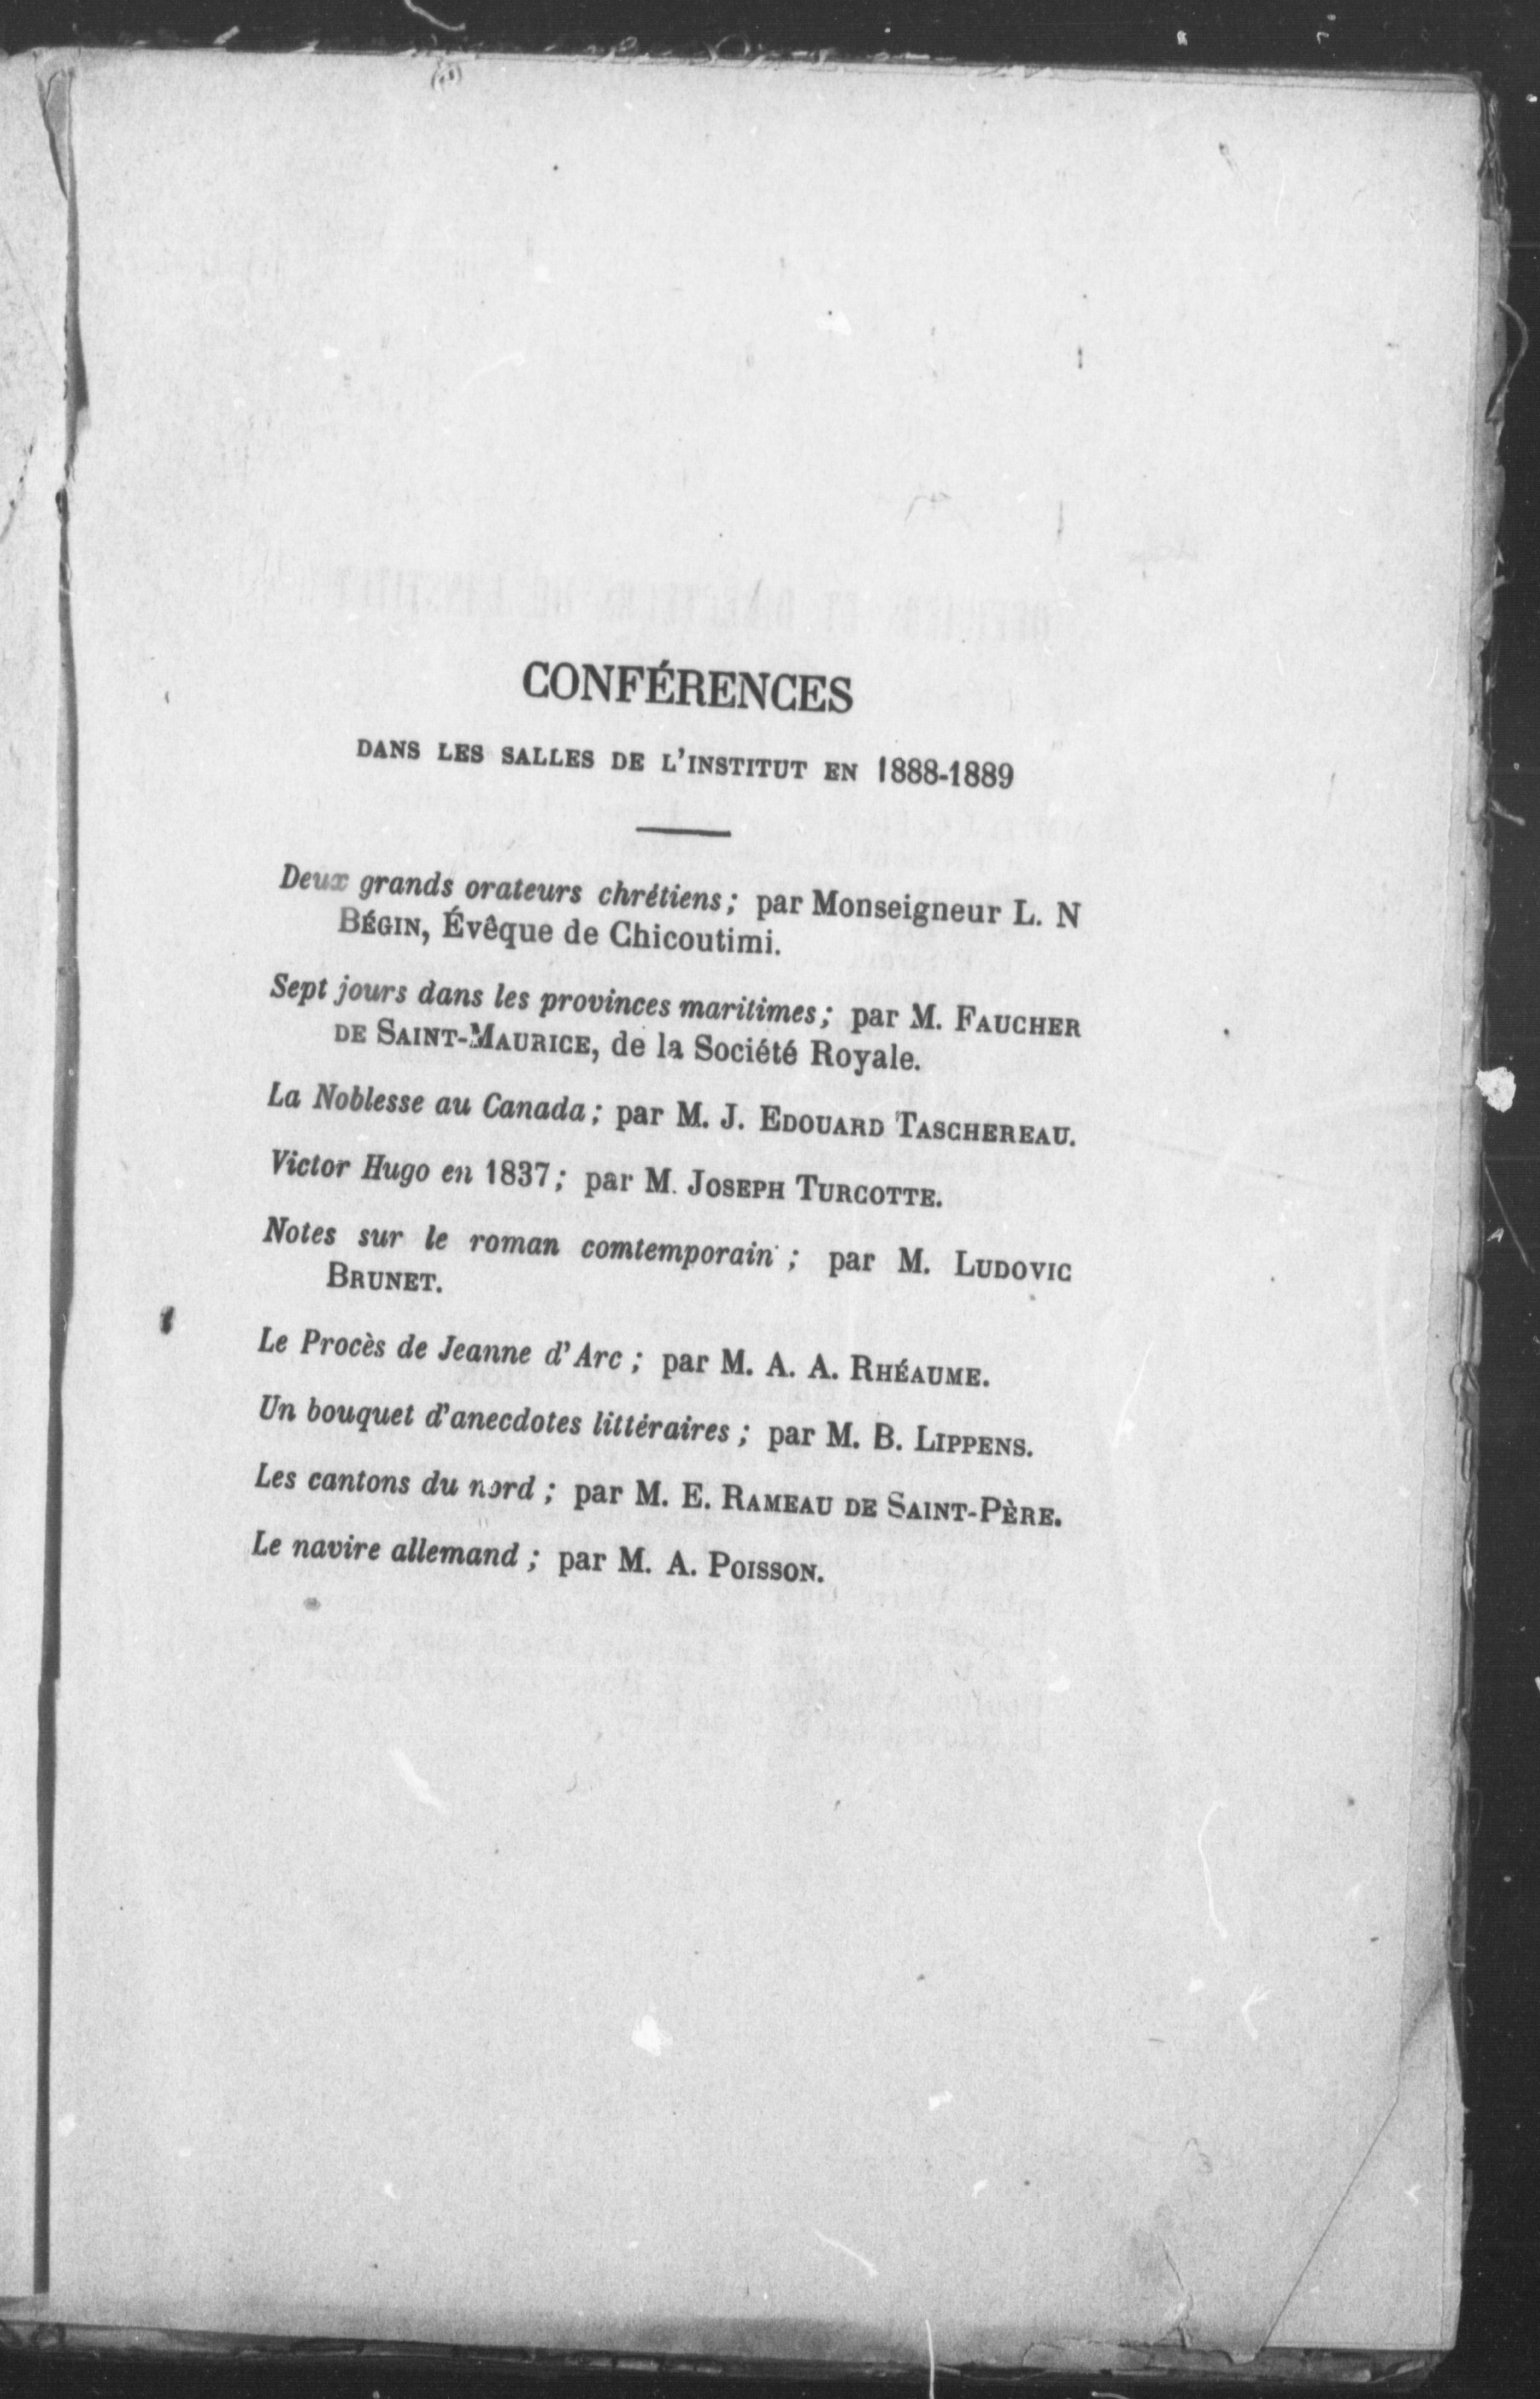 CONFÉRENCES
DANS LES SALLES DE L'INSTITUT EN 1888-1889
Deux grands orateurs chrétiens; par Monseigneur L. N
BÉGIN, Évêque de Chicoutimi.
Sept jours dans les provinces maritimes; par M. FAUCHER
DE SAINT-MAURICE, de la Société Royale.
La Noblesse au Canada; par M. J. EDOUARD TASCHEREAU.
Victor Hugo en 1837; par M. JOSEPH TURCOTTE.
Notes sur le roman comtemporain; par M. LUDOVIC
BRUNET.
Le Procès de Jeanne d'Arc; par M. A. A. RHÉAUME.
Un bouquet d'anecdotes littéraires; par M. B. LIPPENS.
Les cantons du nord; par M. E. RAMEAU DE SAINT-PÈRE.
Le navire allemand; par M. A. POISSON.